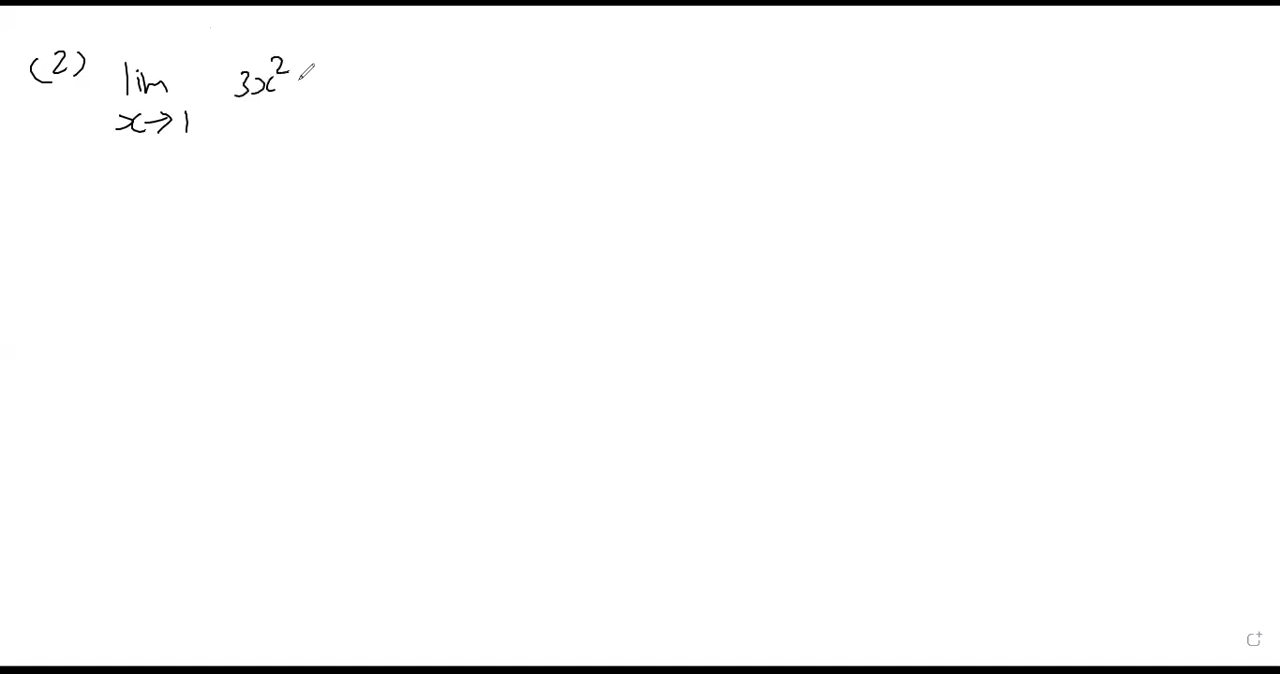 (2) lim 3x²
x→1